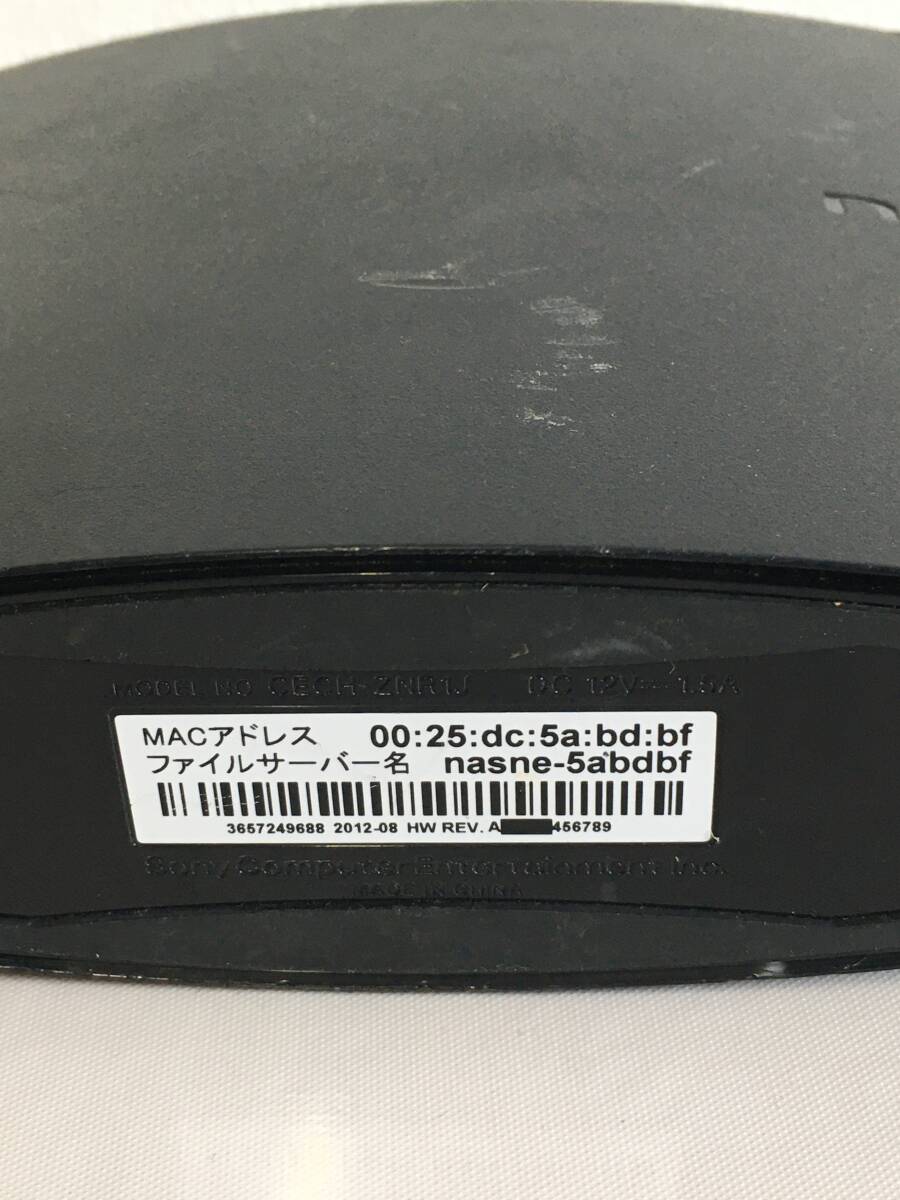 MODEL NO. CECH-ZNR1J DC 12V⎓1.5A
MACアドレス 00:25:dc:5a:bd:bf
ファイルサーバー名 nasne-5abdbf
3657249688 2012-08 HW REV. A 456789
Sony Computer Entertainment Inc.
MADE IN CHINA